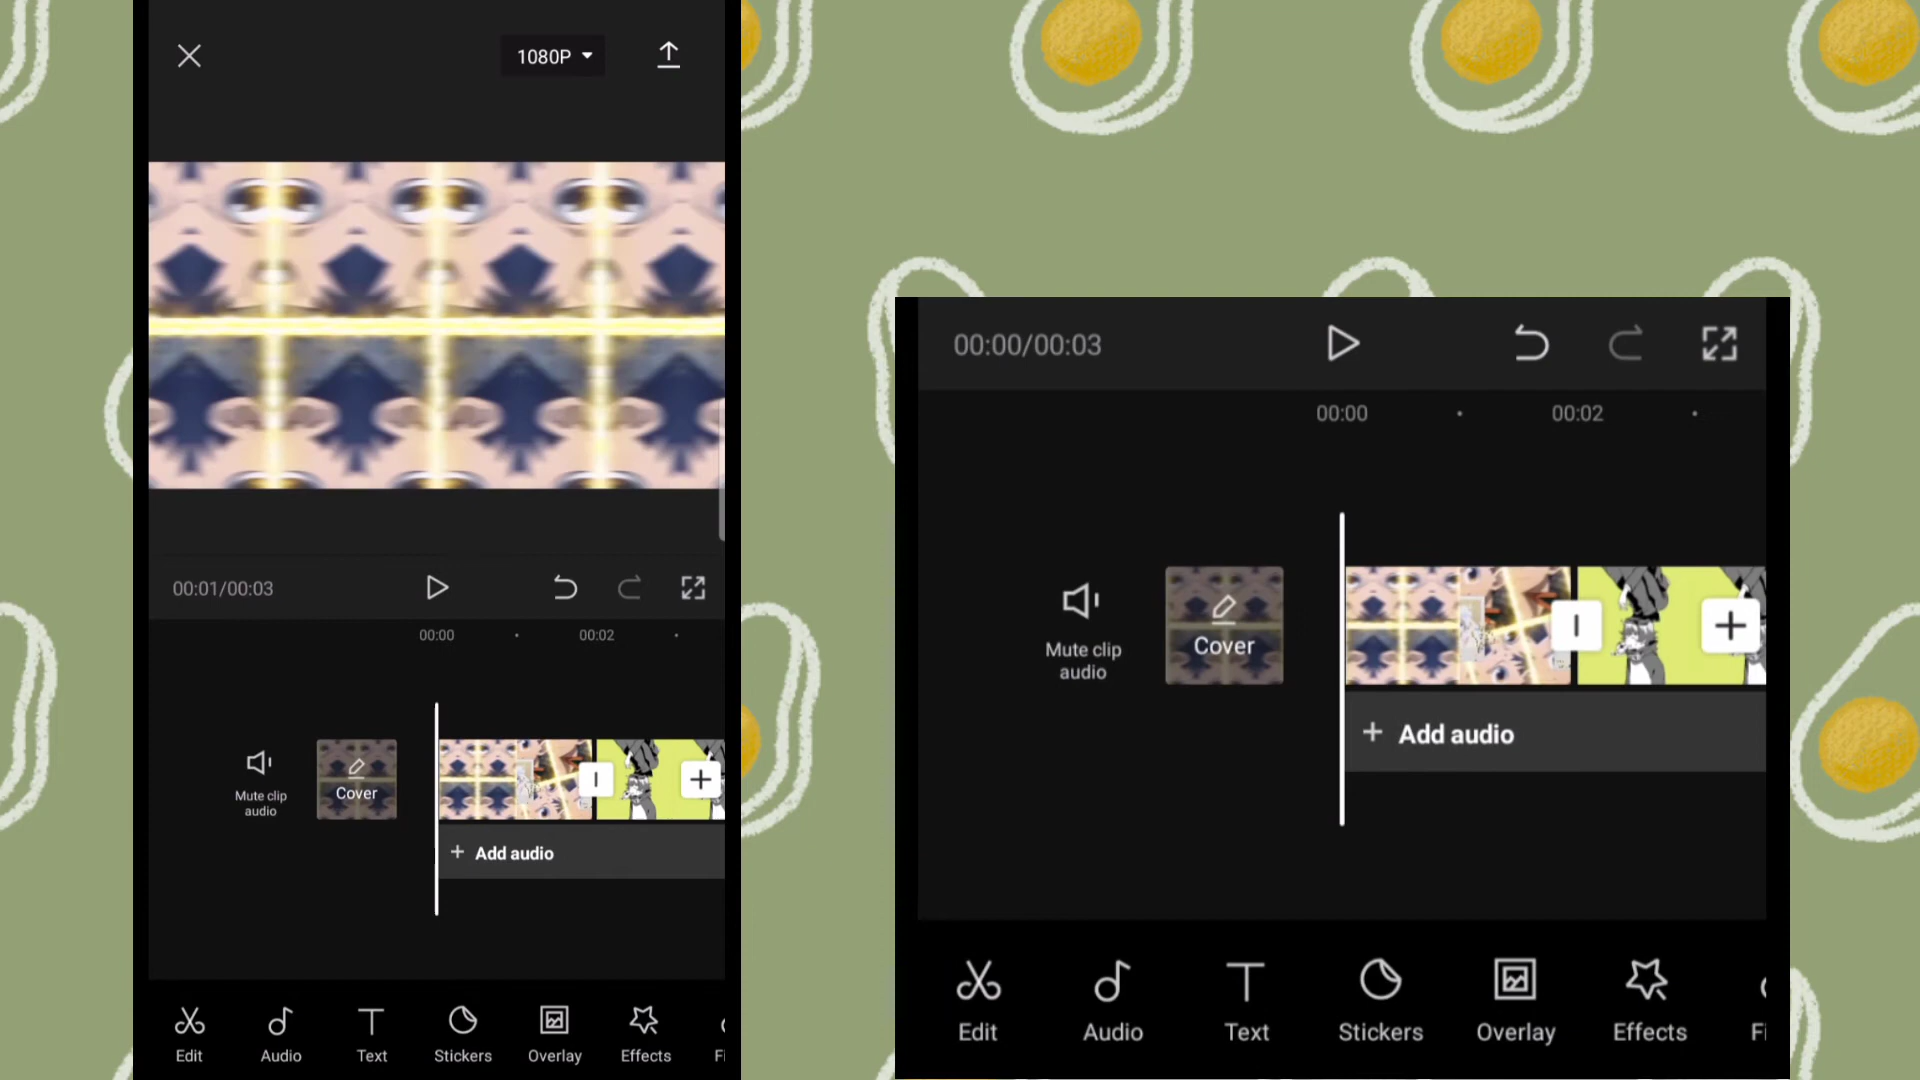 1080P
00:01/00:03
00:00
00:02
Mute clip
audio
Cover
+ Add audio
Edit
Audio
Text
Stickers
Overlay
Effects
Fi
00:00/00:03
00:00
00:02
Mute clip
audio
Cover
+ Add audio
Edit
Audio
Text
Stickers
Overlay
Effects
Fi